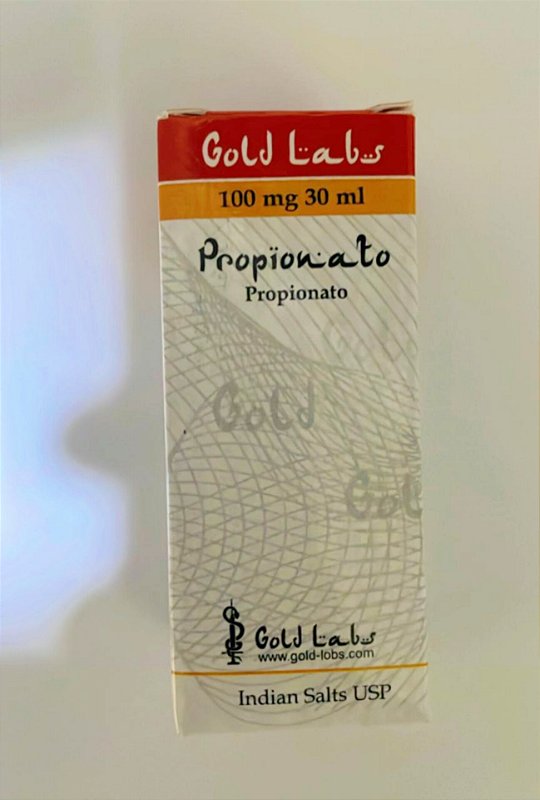 Gold Labs
100 mg 30 ml
Propionato
Propionato
Gold
Gold
Gol
Gold Labs
www.gold-lobs.com
Indian Salts USP